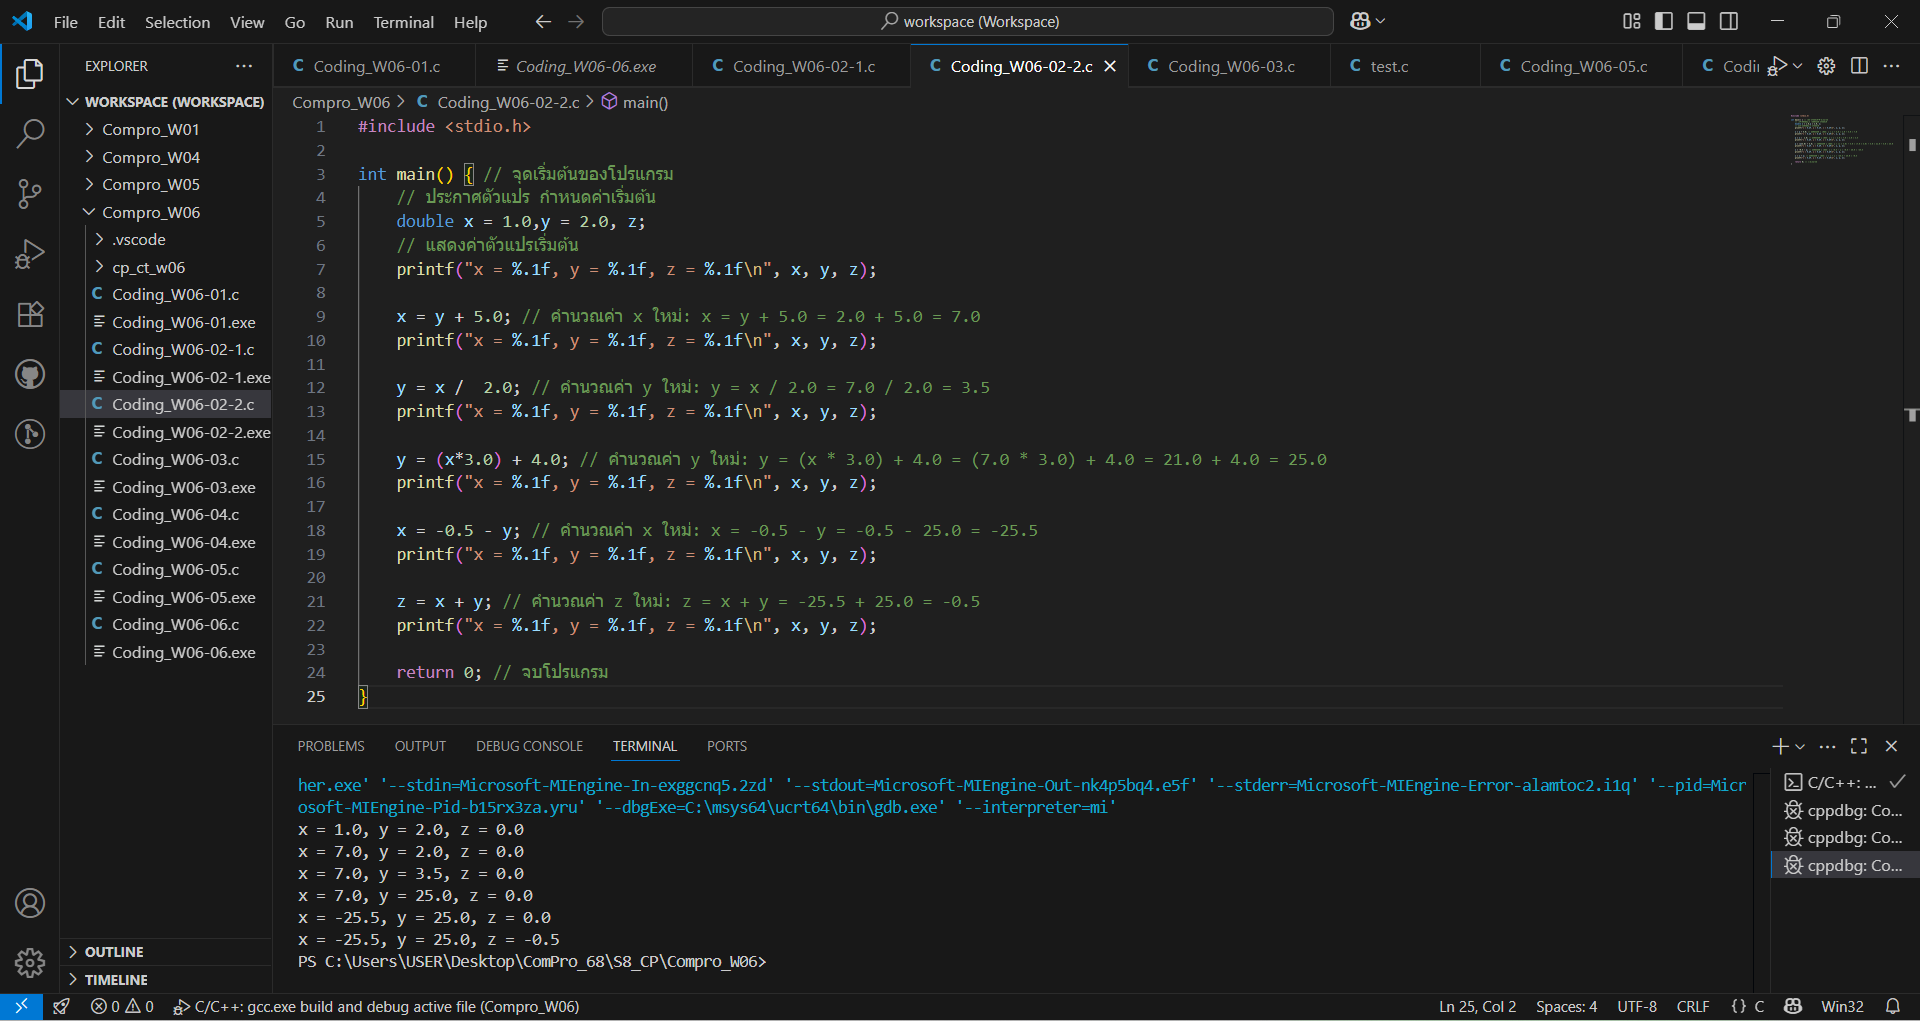 File Edit Selection View Go Run Terminal Help
workspace (Workspace)
EXPLORER
WORKSPACE (WORKSPACE)
Compro_W01
Compro_W04
Compro_W05
Compro_W06
.vscode
cp_ct_w06
Coding_W06-01.c
Coding_W06-01.exe
Coding_W06-02-1.c
Coding_W06-02-1.exe
Coding_W06-02-2.c
Coding_W06-02-2.exe
Coding_W06-03.c
Coding_W06-03.exe
Coding_W06-04.c
Coding_W06-04.exe
Coding_W06-05.c
Coding_W06-05.exe
Coding_W06-06.c
Coding_W06-06.exe
OUTLINE
TIMELINE
Coding_W06-01.c Coding_W06-06.exe Coding_W06-02-1.c Coding_W06-02-2.c Coding_W06-03.c test.c Coding_W06-05.c Codi
Compro_W06 > C Coding_W06-02-2.c > main()
1 #include <stdio.h>
2
3 int main() { // จุดเริ่มต้นของโปรแกรม
4 // ประกาศตัวแปร กำหนดค่าเริ่มต้น
5 double x = 1.0,y = 2.0, z;
6 // แสดงค่าตัวแปรเริ่มต้น
7 printf("x = %.1f, y = %.1f, z = %.1f\n", x, y, z);
8
9 x = y + 5.0; // คำนวณค่า x ใหม่: x = y + 5.0 = 2.0 + 5.0 = 7.0
10 printf("x = %.1f, y = %.1f, z = %.1f\n", x, y, z);
11
12 y = x /  2.0; // คำนวณค่า y ใหม่: y = x / 2.0 = 7.0 / 2.0 = 3.5
13 printf("x = %.1f, y = %.1f, z = %.1f\n", x, y, z);
14
15 y = (x*3.0) + 4.0; // คำนวณค่า y ใหม่: y = (x * 3.0) + 4.0 = (7.0 * 3.0) + 4.0 = 21.0 + 4.0 = 25.0
16 printf("x = %.1f, y = %.1f, z = %.1f\n", x, y, z);
17
18 x = -0.5 - y; // คำนวณค่า x ใหม่: x = -0.5 - y = -0.5 - 25.0 = -25.5
19 printf("x = %.1f, y = %.1f, z = %.1f\n", x, y, z);
20
21 z = x + y; // คำนวณค่า z ใหม่: z = x + y = -25.5 + 25.0 = -0.5
22 printf("x = %.1f, y = %.1f, z = %.1f\n", x, y, z);
23
24 return 0; // จบโปรแกรม
25 }
PROBLEMS OUTPUT DEBUG CONSOLE TERMINAL PORTS
her.exe' '--stdin=Microsoft-MIEngine-In-exggcnq5.2zd' '--stdout=Microsoft-MIEngine-Out-nk4p5bq4.e5f' '--stderr=Microsoft-MIEngine-Error-alamtoc2.i1q' '--pid=Micr
osoft-MIEngine-Pid-b15rx3za.yru' '--dbgExe=C:\msys64\ucrt64\bin\gdb.exe' '--interpreter=mi'
x = 1.0, y = 2.0, z = 0.0
x = 7.0, y = 2.0, z = 0.0
x = 7.0, y = 3.5, z = 0.0
x = 7.0, y = 25.0, z = 0.0
x = -25.5, y = 25.0, z = 0.0
x = -25.5, y = 25.0, z = -0.5
PS C:\Users\USER\Desktop\ComPro_68\S8_CP\Compro_W06>
C/C++: ...
cppdbg: Co...
cppdbg: Co...
cppdbg: Co...
0 0 C/C++: gcc.exe build and debug active file (Compro_W06)
Ln 25, Col 2 Spaces: 4 UTF-8 CRLF {} C Win32